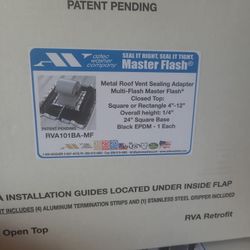 PATENT PENDING
aztec
washer
company
SEAL IT RIGHT, SEAL IT TIGHT
Master Flash®
Metal Roof Vent Sealing Adapter
Multi-Flash Master Flash®
Closed Top:
Square or Rectangle 4"-12"
Overall height: 1/4"
24" Square Base
Black EPDM - 1 Each
PATENT PENDING
RVA101BA-MF
A INSTALLATION GUIDES LOCATED UNDER INSIDE FLAP
T INCLUDES (4) ALUMINUM TERMINATION STRIPS AND (1) STAINLESS STEEL GRIPPER INCLUDED
Open Top
RVA Retrofit